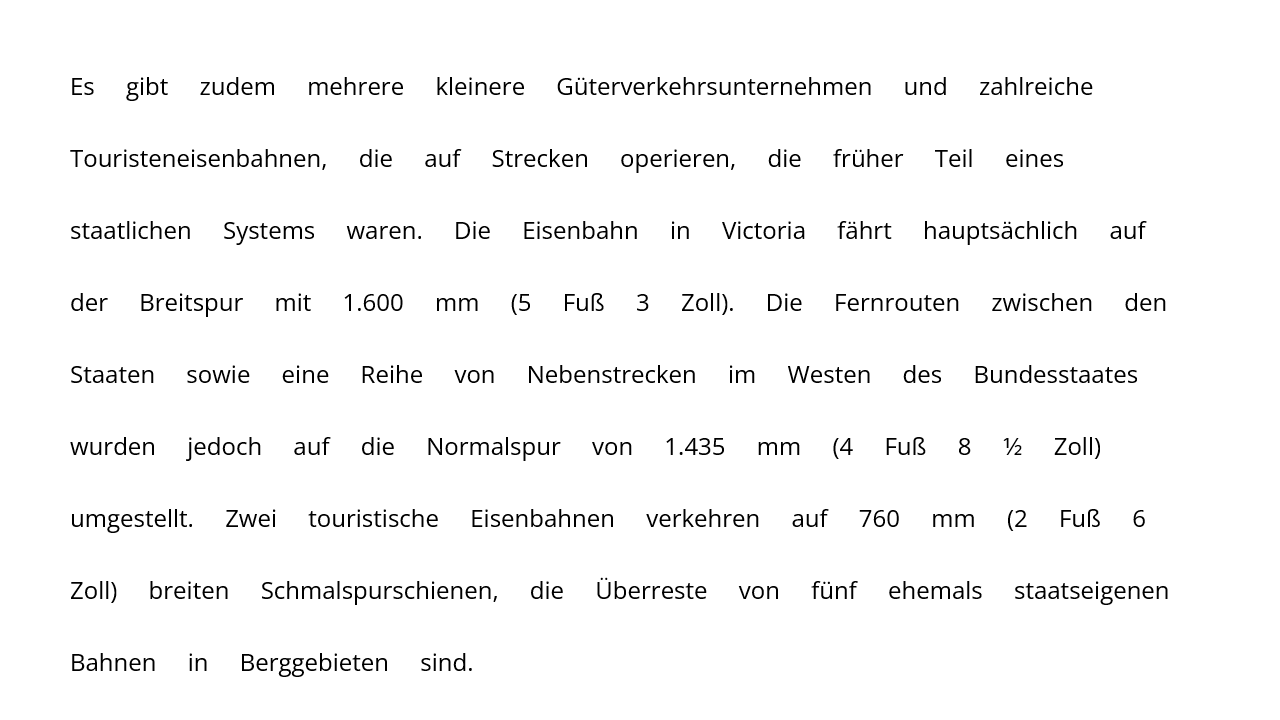 Es gibt zudem mehrere kleinere Güterverkehrsunternehmen und zahlreiche
Touristeneisenbahnen, die auf Strecken operieren, die früher Teil eines
staatlichen Systems waren. Die Eisenbahn in Victoria fährt hauptsächlich auf
der Breitspur mit 1.600 mm (5 Fuß 3 Zoll). Die Fernrouten zwischen den
Staaten sowie eine Reihe von Nebenstrecken im Westen des Bundesstaates
wurden jedoch auf die Normalspur von 1.435 mm (4 Fuß 8 ½ Zoll)
umgestellt. Zwei touristische Eisenbahnen verkehren auf 760 mm (2 Fuß 6
Zoll) breiten Schmalspurschienen, die Überreste von fünf ehemals staatseigenen
Bahnen in Berggebieten sind.